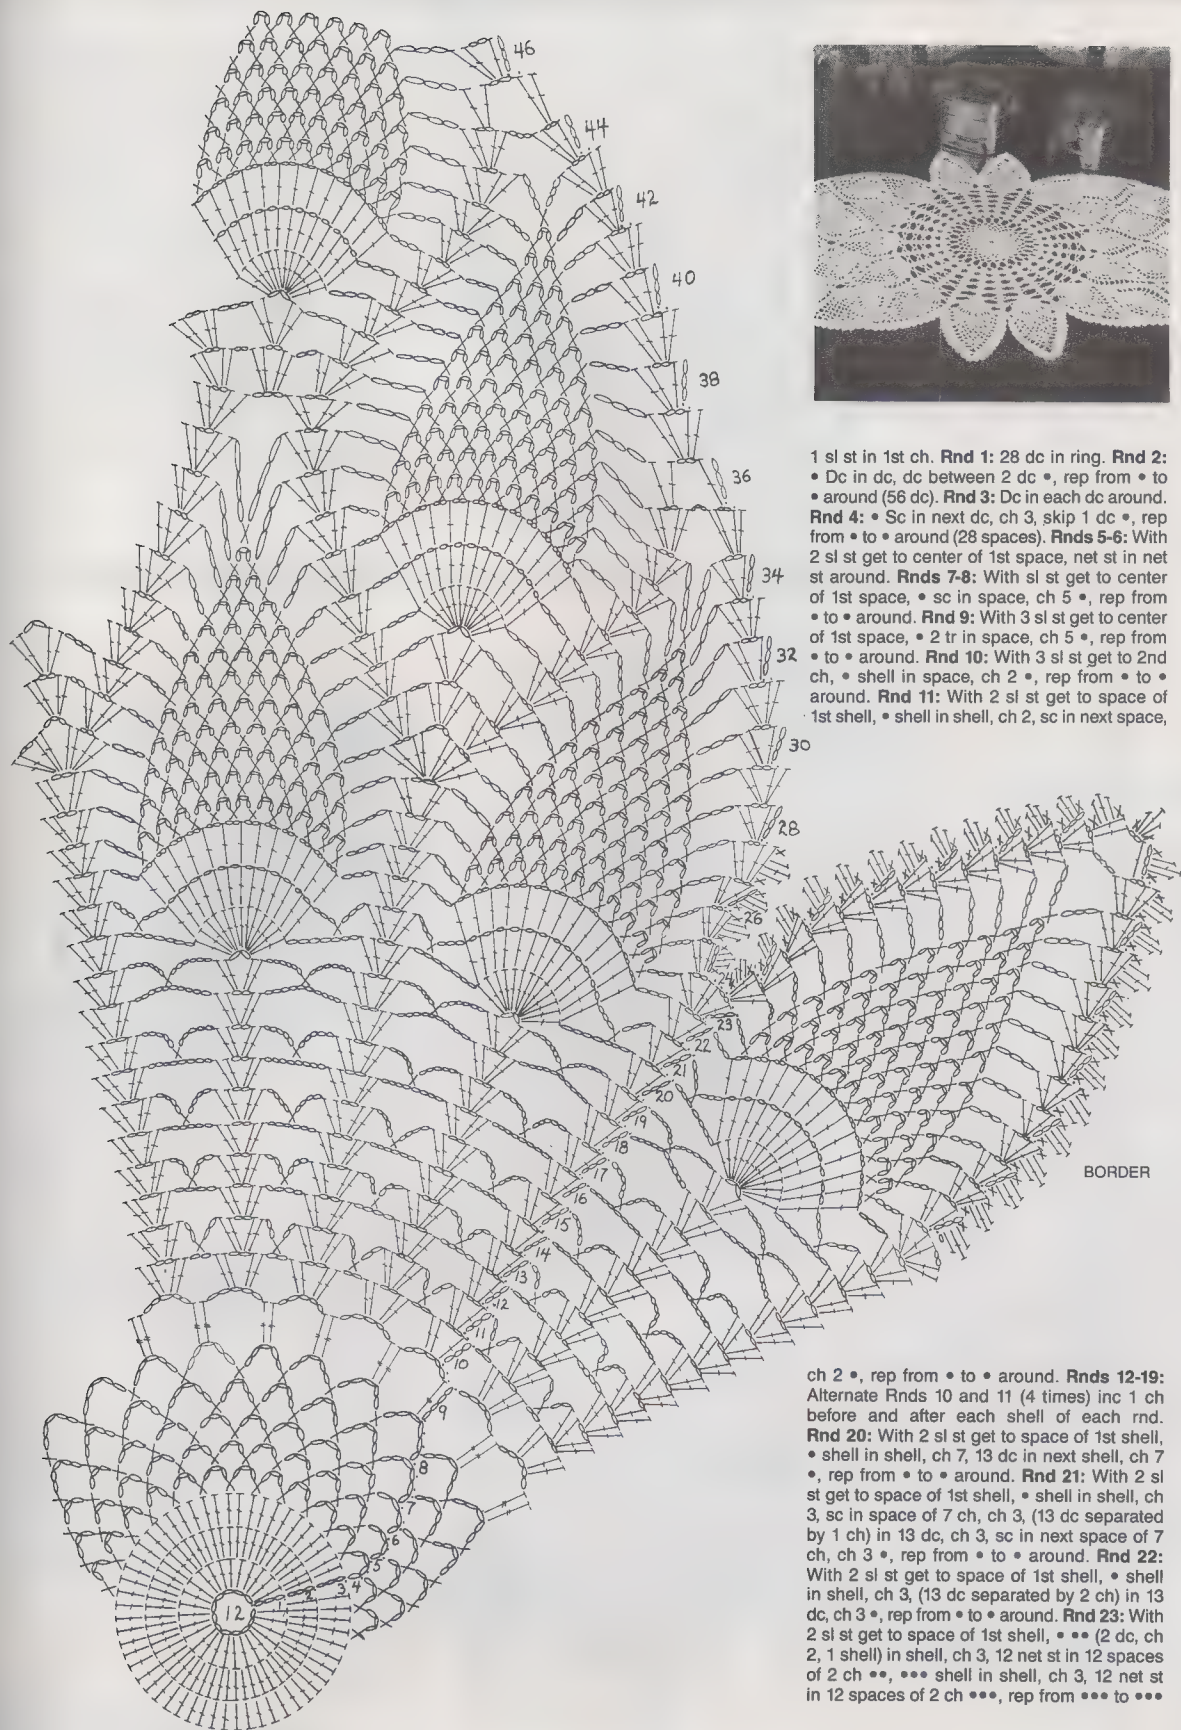 46
44
42
40
38
36
34
32
30
28
26
24
23
22
21
20
19
18
17
16
15
14
13
12
11
10
9
8
7
6
5
4
3
2
1
12
BORDER
1 sl st in 1st ch. Rnd 1: 28 dc in ring. Rnd 2:
• Dc in dc, dc between 2 dc •, rep from • to
• around (56 dc). Rnd 3: Dc in each dc around.
Rnd 4: • Sc in next dc, ch 3, skip 1 dc •, rep
from • to • around (28 spaces). Rnds 5-6: With
2 sl st get to center of 1st space, net st in net
st around. Rnds 7-8: With sl st get to center
of 1st space, • sc in space, ch 5 •, rep from
• to • around. Rnd 9: With 3 sl st get to center
of 1st space, • 2 tr in space, ch 5 •, rep from
• to • around. Rnd 10: With 3 sl st get to 2nd
ch, • shell in space, ch 2 •, rep from • to •
around. Rnd 11: With 2 sl st get to space of
1st shell, • shell in shell, ch 2, sc in next space,
ch 2 •, rep from • to • around. Rnds 12-19:
Alternate Rnds 10 and 11 (4 times) inc 1 ch
before and after each shell of each rnd.
Rnd 20: With 2 sl st get to space of 1st shell,
• shell in shell, ch 7, 13 dc in next shell, ch 7
•, rep from • to • around. Rnd 21: With 2 sl
st get to space of 1st shell, • shell in shell, ch
3, sc in space of 7 ch, ch 3, (13 dc separated
by 1 ch) in 13 dc, ch 3, sc in next space of 7
ch, ch 3 •, rep from • to • around. Rnd 22:
With 2 sl st get to space of 1st shell, • shell
in shell, ch 3, (13 dc separated by 2 ch) in 13
dc, ch 3 •, rep from • to • around. Rnd 23: With
2 sl st get to space of 1st shell, • •• (2 dc, ch
2, 1 shell) in shell, ch 3, 12 net st in 12 spaces
of 2 ch ••, ••• shell in shell, ch 3, 12 net st
in 12 spaces of 2 ch •••, rep from ••• to •••